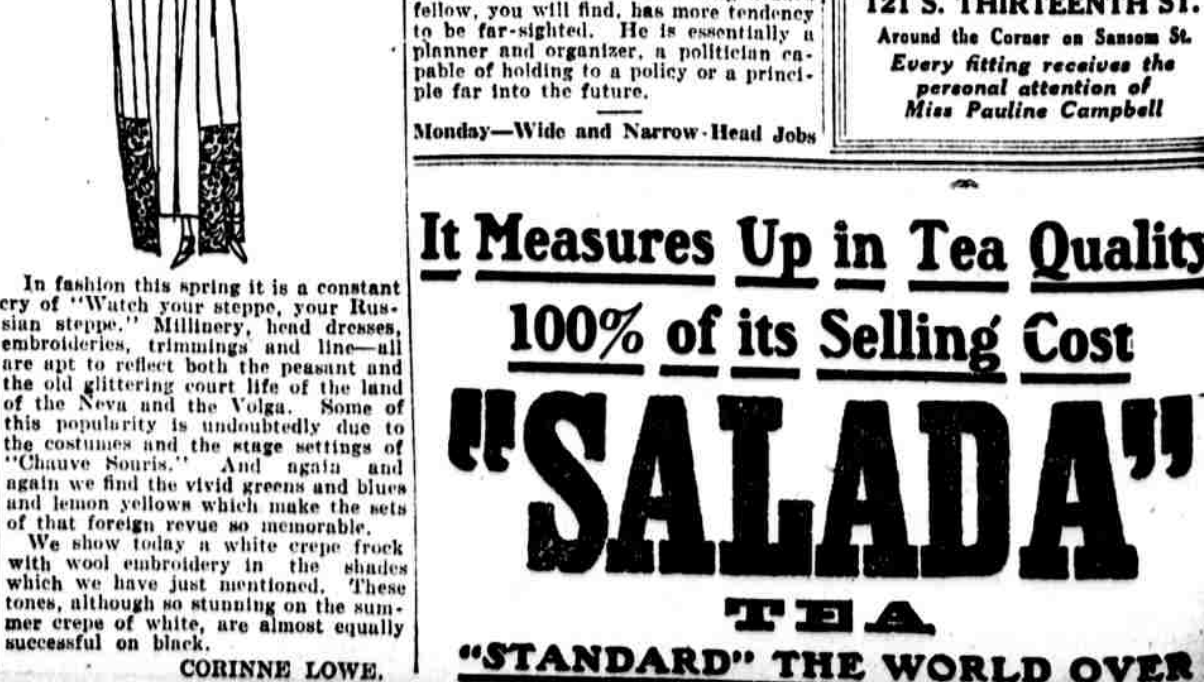 In fashion this spring it is a constant
cry of "Watch your steppe, your Rus-
sian steppe." Millinery, head dresses,
embroideries, trimmings and line—all
are apt to reflect both the peasant and
the old glittering court life of the land
of the Neva and the Volga. Some of
this popularity is undoubtedly due to
the costumes and the stage settings of
"Chauve Souris." And again and
again we find the vivid greens and blues
and lemon yellows which make the sets
of that foreign revue so memorable.
We show today a white crepe frock
with wool embroidery in the shades
which we have just mentioned. These
tones, although so stunning on the sum-
mer crepe of white, are almost equally
successful on black.
CORINNE LOWE.
fellow, you will find, has more tendency
to be far-sighted. He is essentially a
planner and organizer, a politician ca-
pable of holding to a policy or a princi-
ple far into the future.
Monday—Wide and Narrow-Head Jobs
121 S. THIRTEENTH ST.
Around the Corner on Sansom St.
Every fitting receives the
personal attention of
Miss Pauline Campbell
It Measures Up in Tea Quality
100% of its Selling Cost
"SALADA"
TEA
"STANDARD" THE WORLD OVER